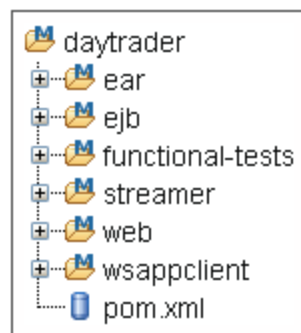 daytrader
ear
ejb
functional-tests
streamer
web
wsappclient
pom.xml